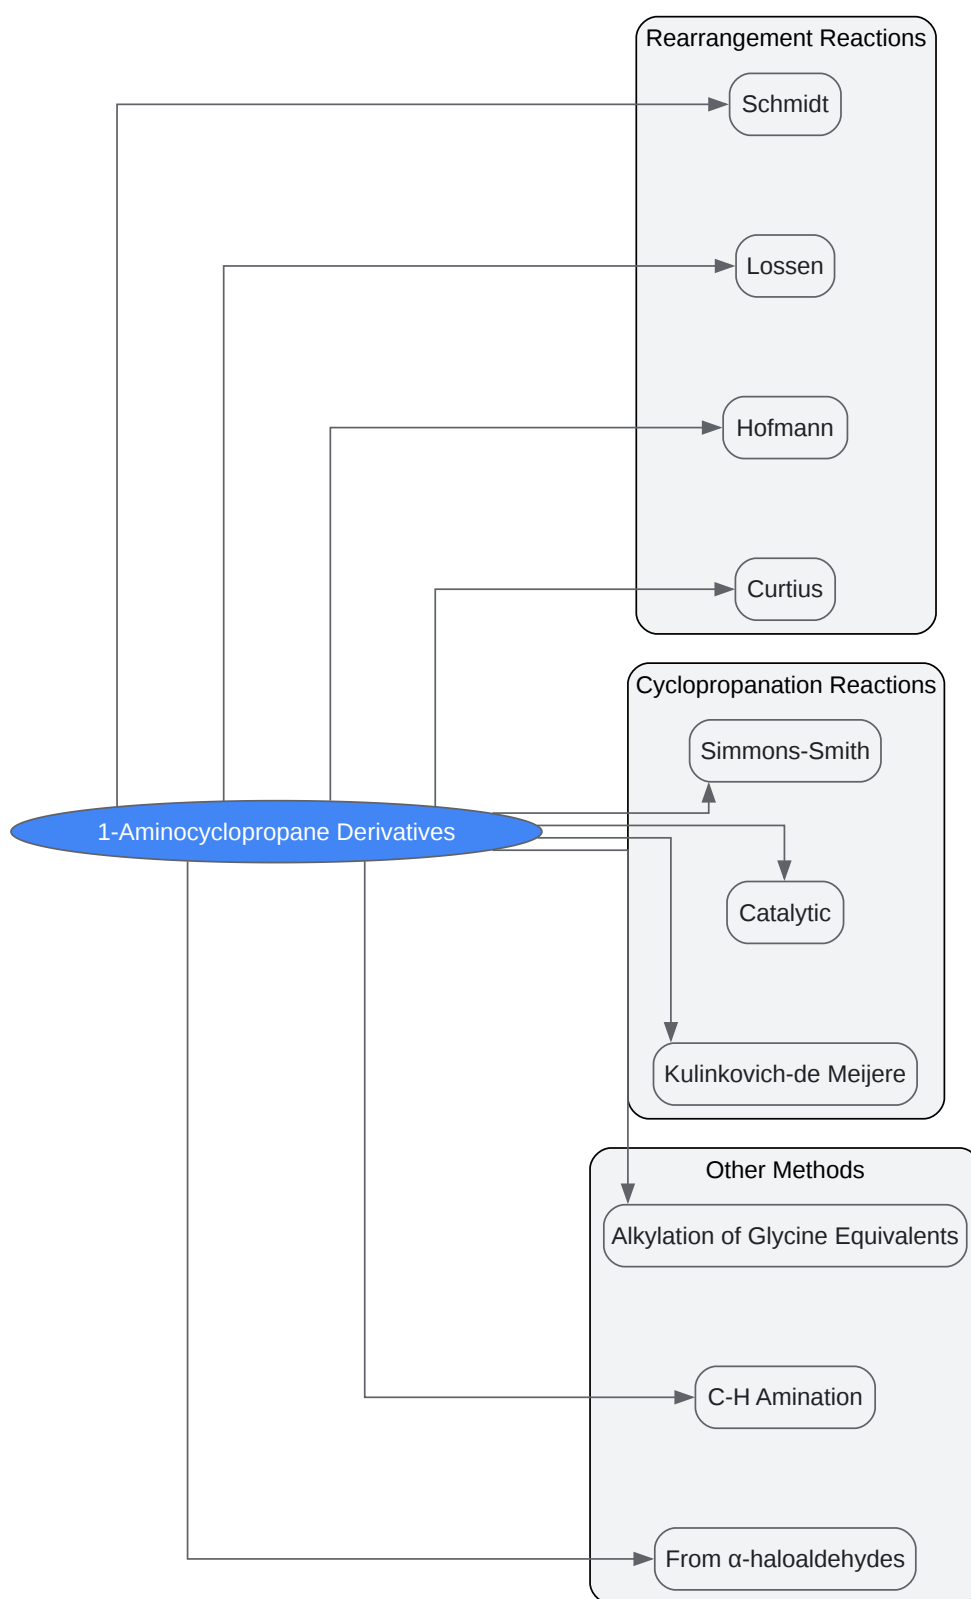 Rearrangement Reactions
Schmidt
Lossen
Hofmann
Curtius
Cyclopropanation Reactions
Simmons-Smith
1-Aminocyclopropane Derivatives
Catalytic
Kulinkovich-de Meijere
Other Methods
Alkylation of Glycine Equivalents
C-H Amination
From α-haloaldehydes